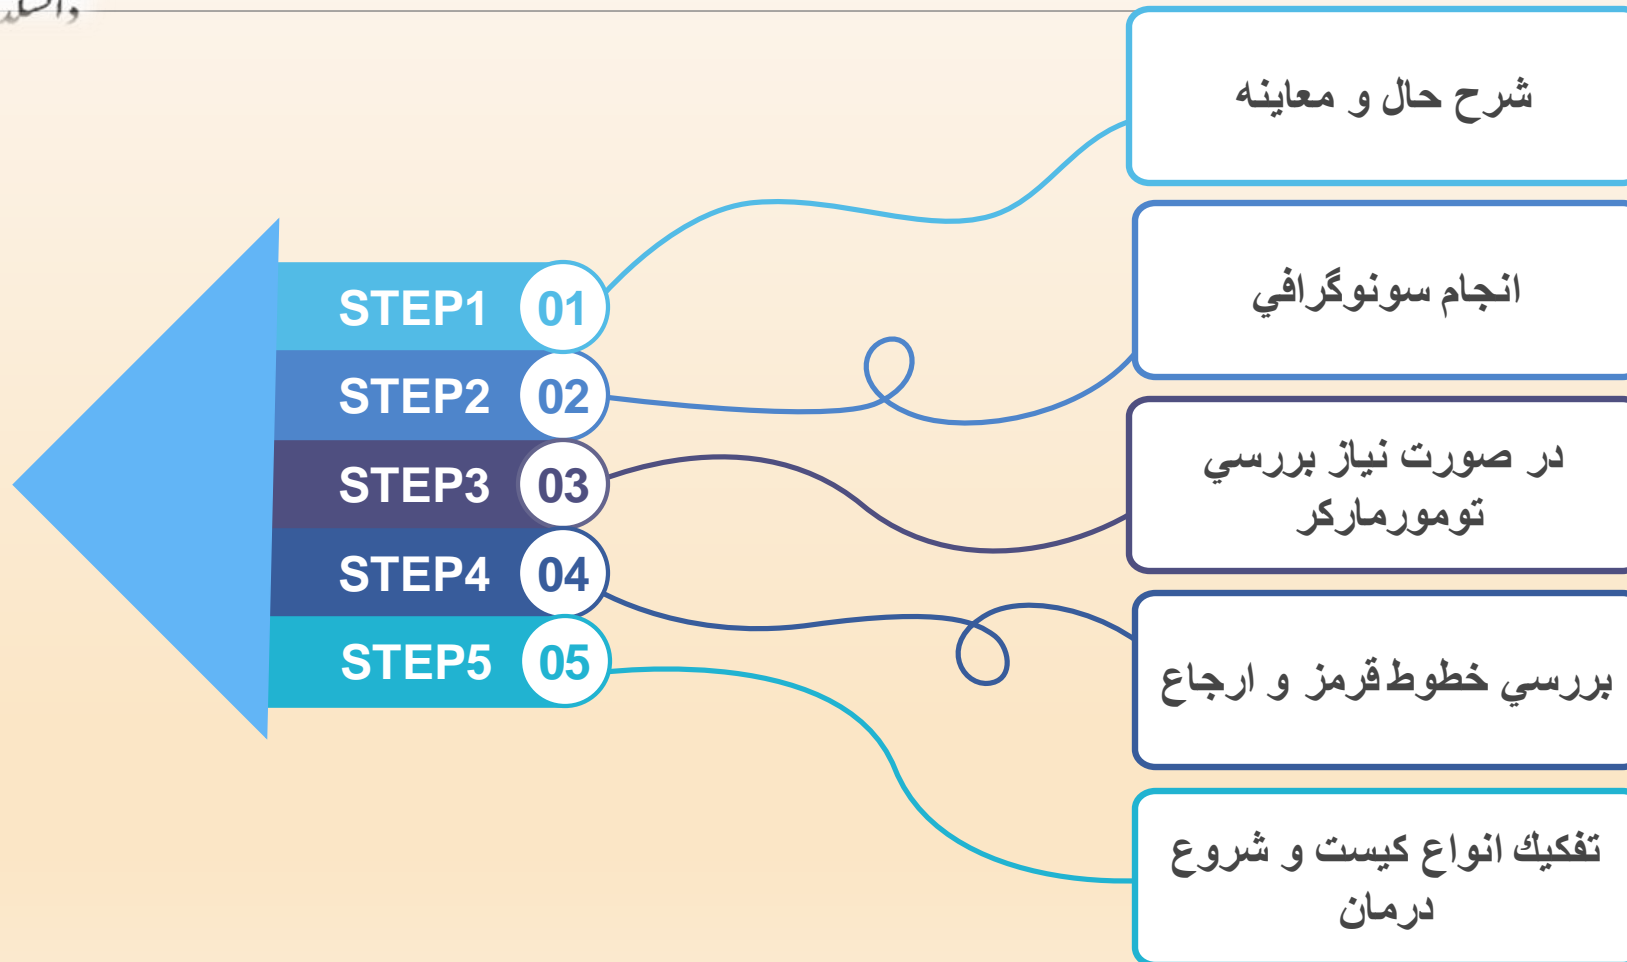 شرح حال و معاينه
STEP1 01
انجام سونوگرافي
STEP2 02
در صورت نياز بررسي
تومورماركر
STEP3 03
بررسي خطوط قرمز و ارجاع
STEP4 04
تفكيك انواع كيست و شروع
درمان
STEP5 05